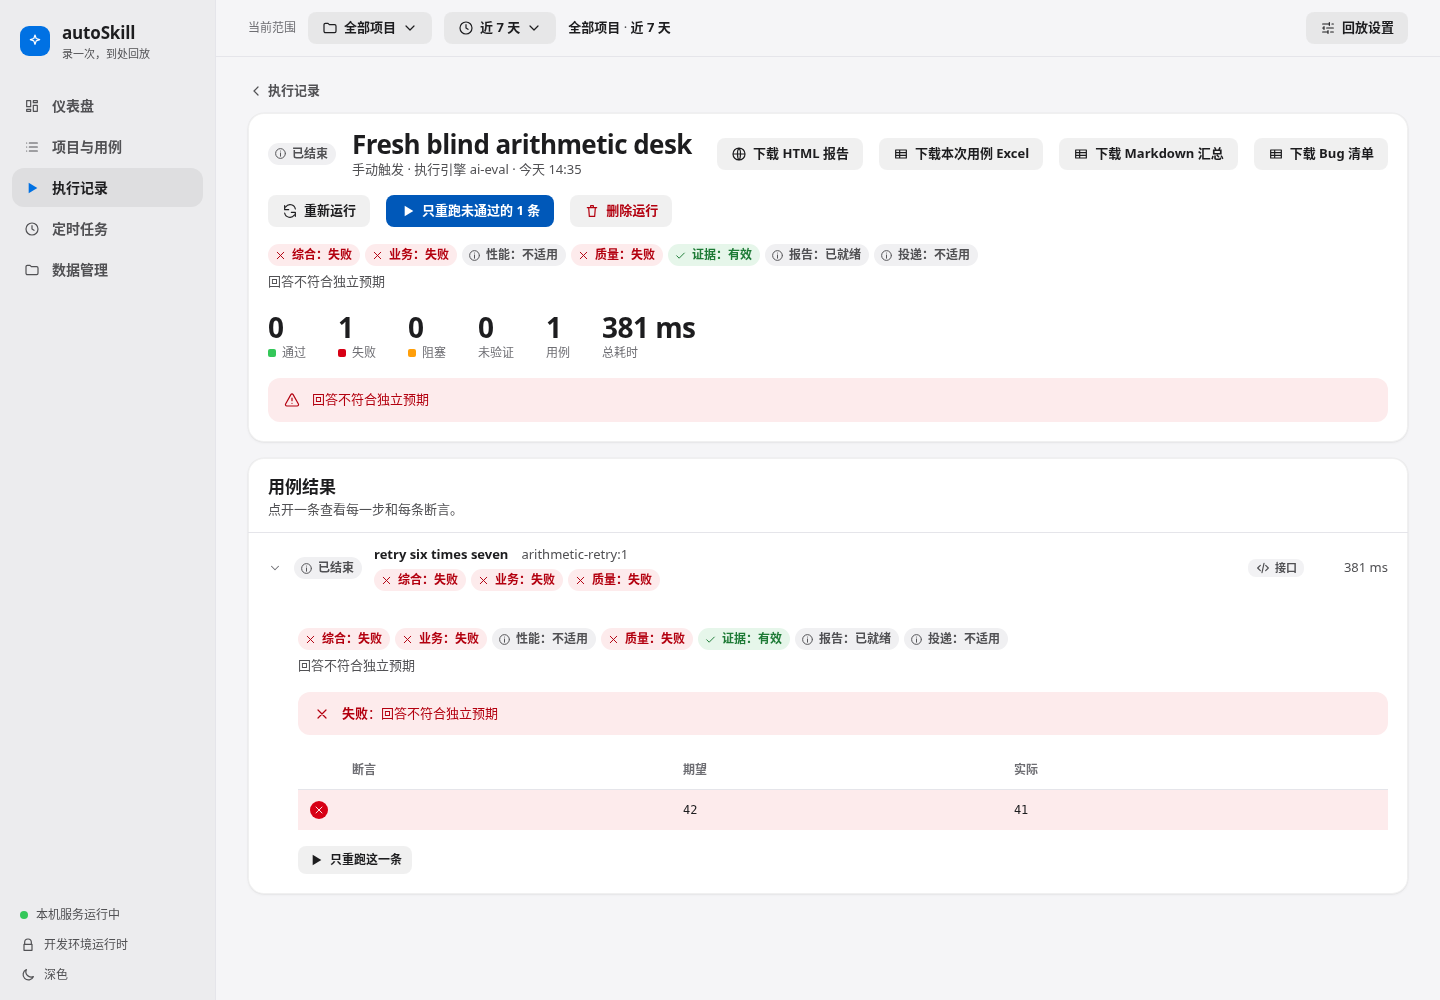 autoSkill
录一次，到处回放
仪表盘
项目与用例
执行记录
定时任务
数据管理
本机服务运行中
开发环境运行时
深色
当前范围 全部项目 近 7 天 全部项目 · 近 7 天 回放设置
执行记录
已结束 Fresh blind arithmetic desk 下载 HTML 报告 下载本次用例 Excel 下载 Markdown 汇总 下载 Bug 清单
手动触发 · 执行引擎 ai-eval · 今天 14:35
重新运行 只重跑未通过的 1 条 删除运行
综合：失败 业务：失败 性能：不适用 质量：失败 证据：有效 报告：已就绪 投递：不适用
回答不符合独立预期
0 1 0 0 1 381 ms
通过 失败 阻塞 未验证 用例 总耗时
回答不符合独立预期
用例结果
点开一条查看每一步和每条断言。
已结束 retry six times seven arithmetic-retry:1 接口 381 ms
综合：失败 业务：失败 质量：失败
综合：失败 业务：失败 性能：不适用 质量：失败 证据：有效 报告：已就绪 投递：不适用
回答不符合独立预期
失败：回答不符合独立预期
断言 期望 实际
42 41
只重跑这一条